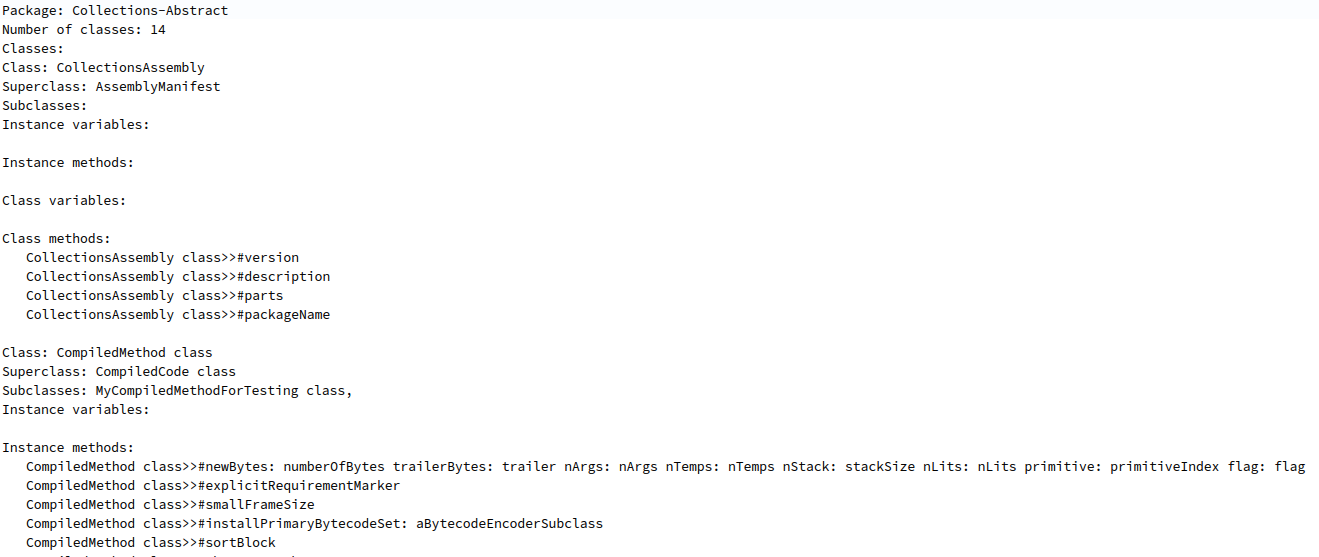 Package: Collections-Abstract
Number of classes: 14
Classes:
Class: CollectionsAssembly
Superclass: AssemblyManifest
Subclasses:
Instance variables:
Instance methods:
Class variables:
Class methods:
CollectionsAssembly class>>#version
CollectionsAssembly class>>#description
CollectionsAssembly class>>#parts
CollectionsAssembly class>>#packageName
Class: CompiledMethod class
Superclass: CompiledCode class
Subclasses: MyCompiledMethodForTesting class,
Instance variables:
Instance methods:
CompiledMethod class>>#newBytes: numberOfBytes trailerBytes: trailer nArgs: nArgs nTemps: nTemps nStack: stackSize nLits: nLits primitive: primitiveIndex flag: flag
CompiledMethod class>>#explicitRequirementMarker
CompiledMethod class>>#smallFrameSize
CompiledMethod class>>#installPrimaryBytecodeSet: aBytecodeEncoderSubclass
CompiledMethod class>>#sortBlock